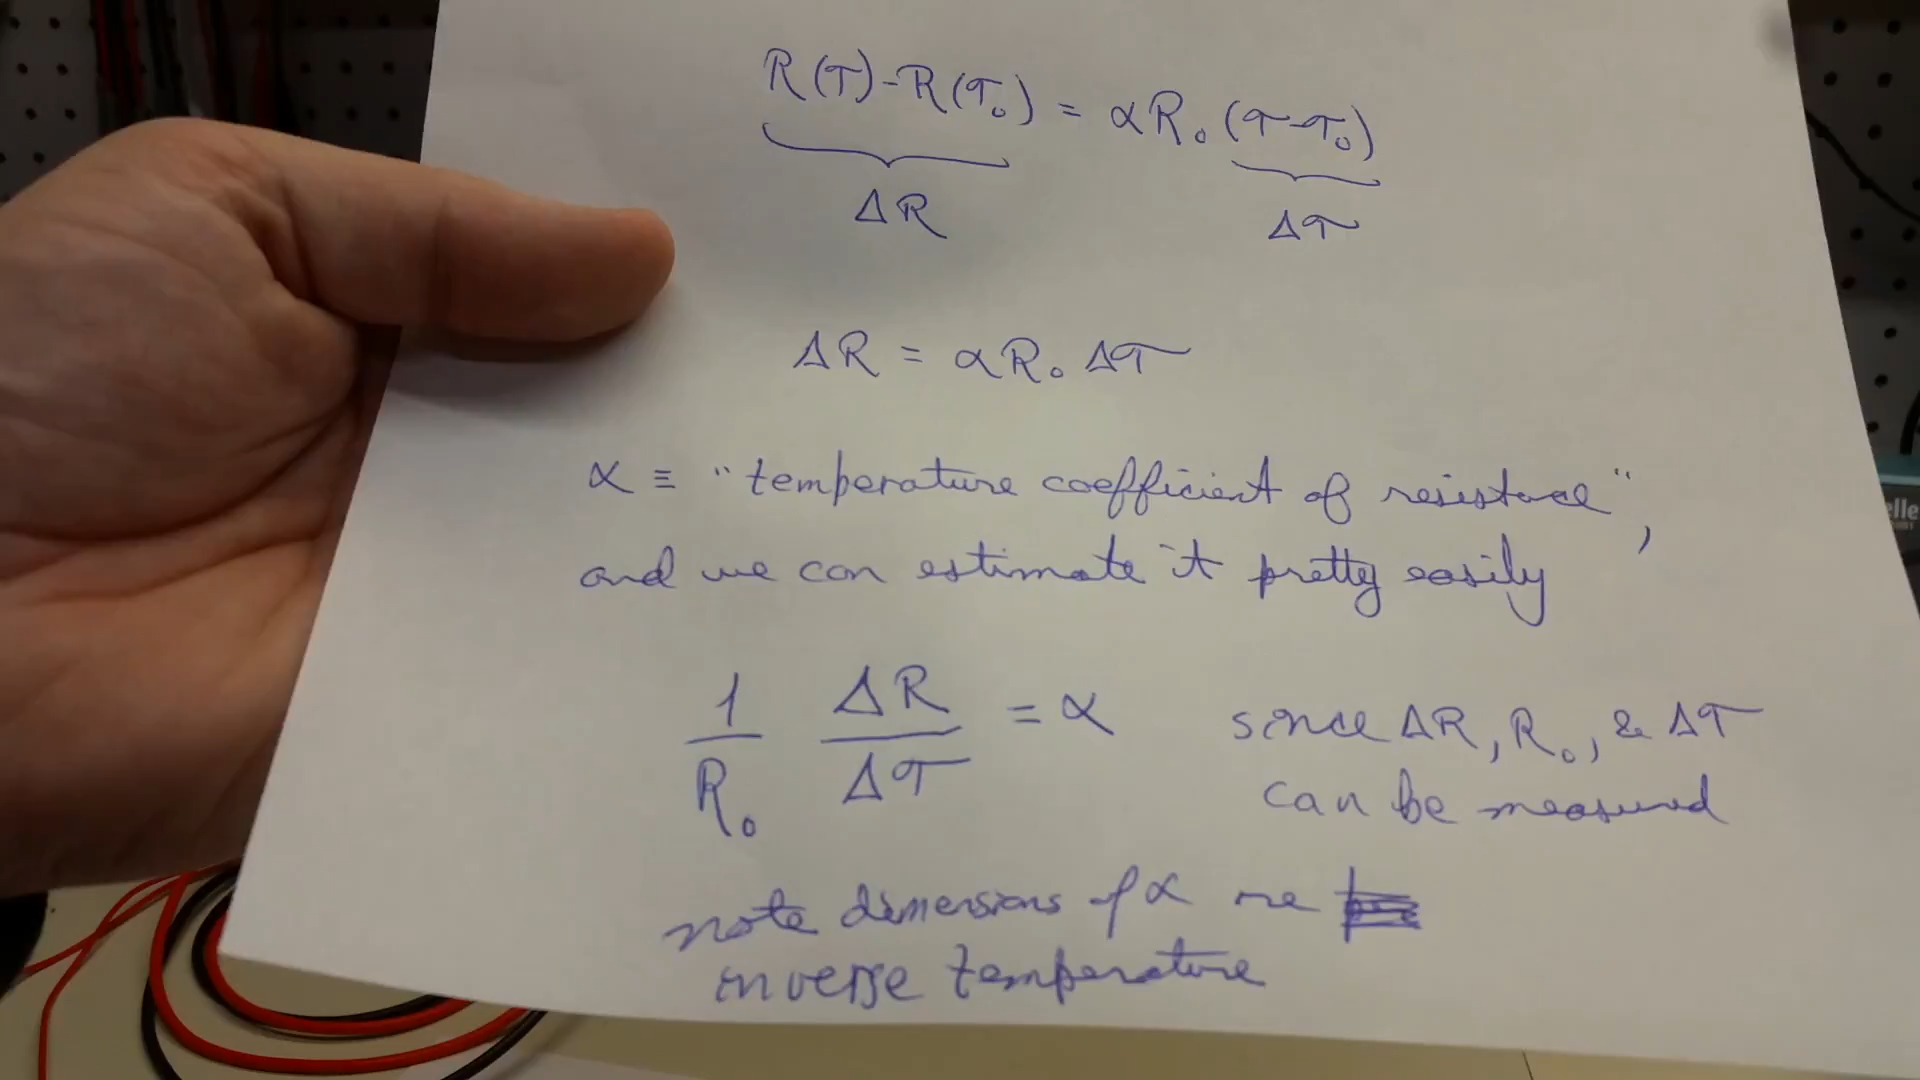 R(T)-R(T₀) = αR₀(T-T₀)
ΔR ΔT
ΔR = αR₀ΔT
α ≡ "temperature coefficient of resistance",
and we can estimate it pretty easily
1/R₀ ΔR/ΔT = α since ΔR, R₀, & ΔT
can be measured
note dimensions of α are
inverse temperature